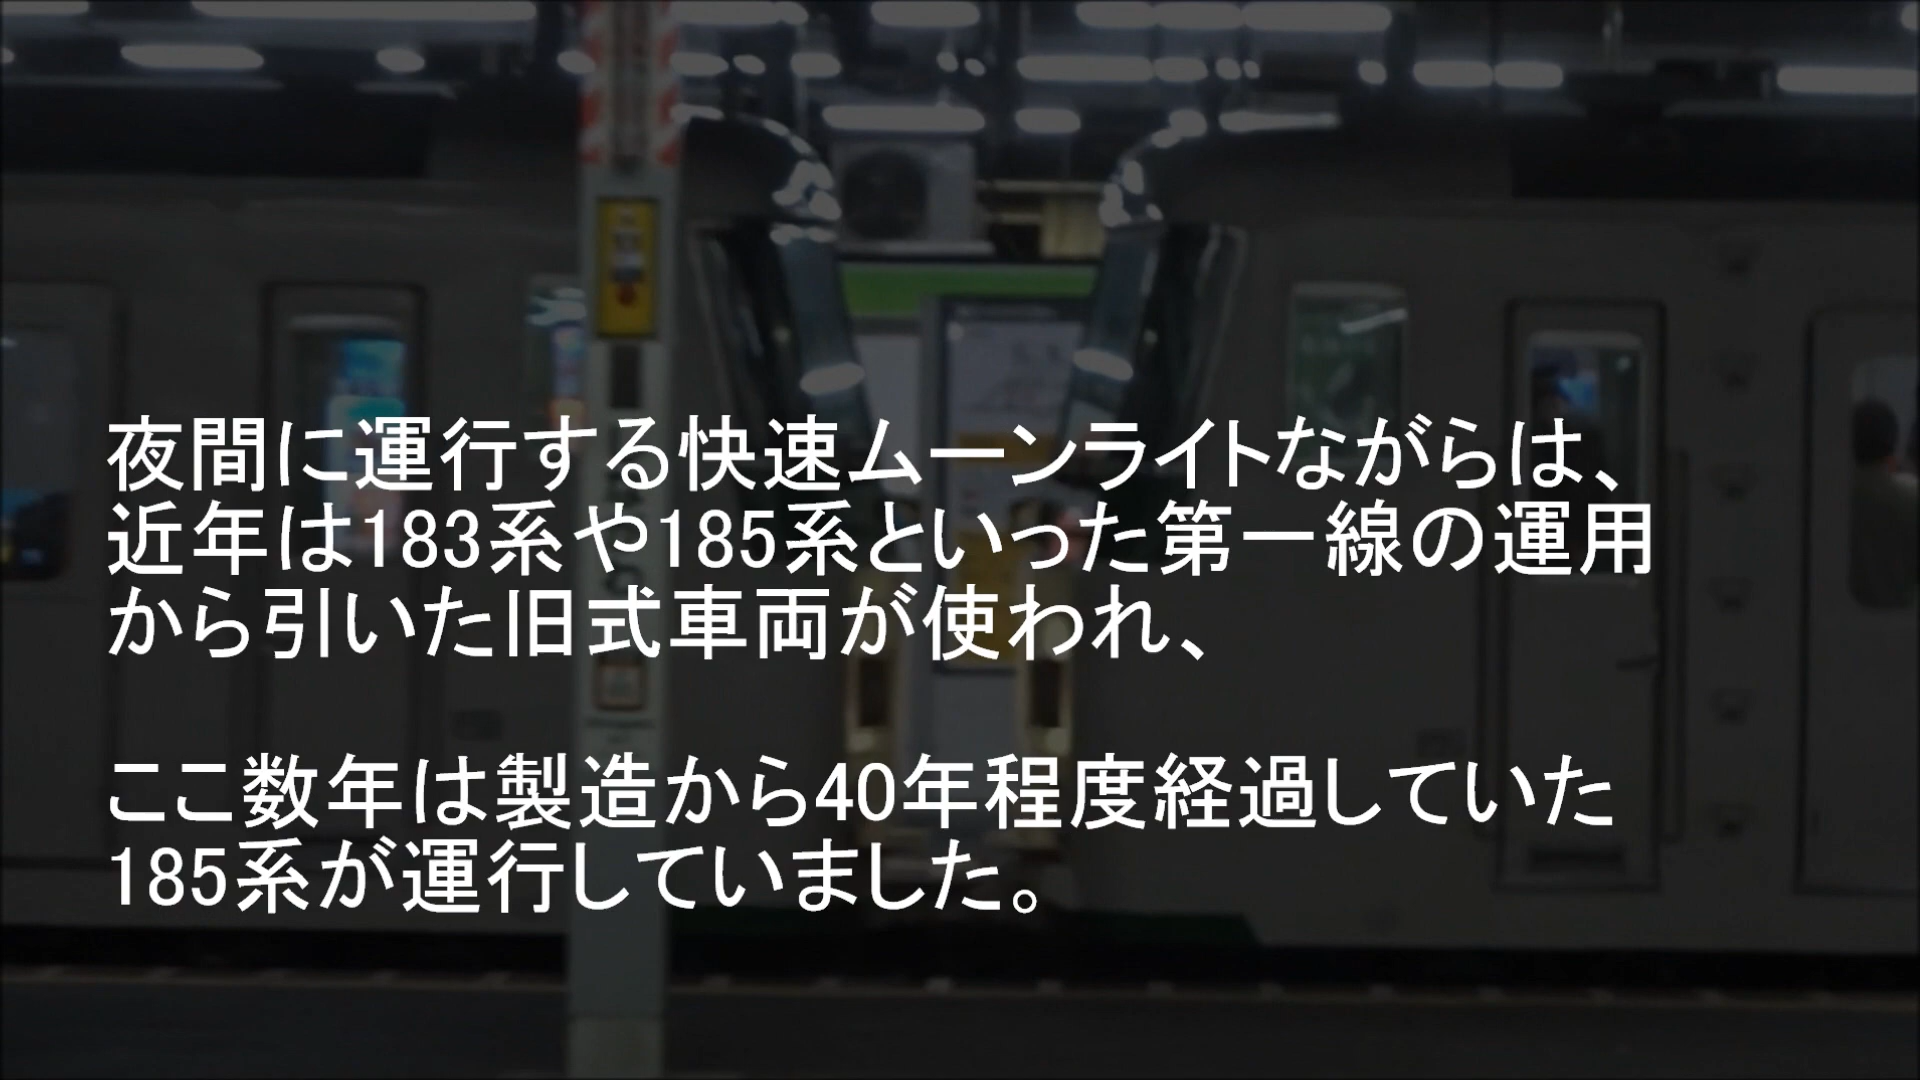 夜間に運行する快速ムーンライトながらは、
近年は183系や185系といった第一線の運用
から引いた旧式車両が使われ、
ここ数年は製造から40年程度経過していた
185系が運行していました。